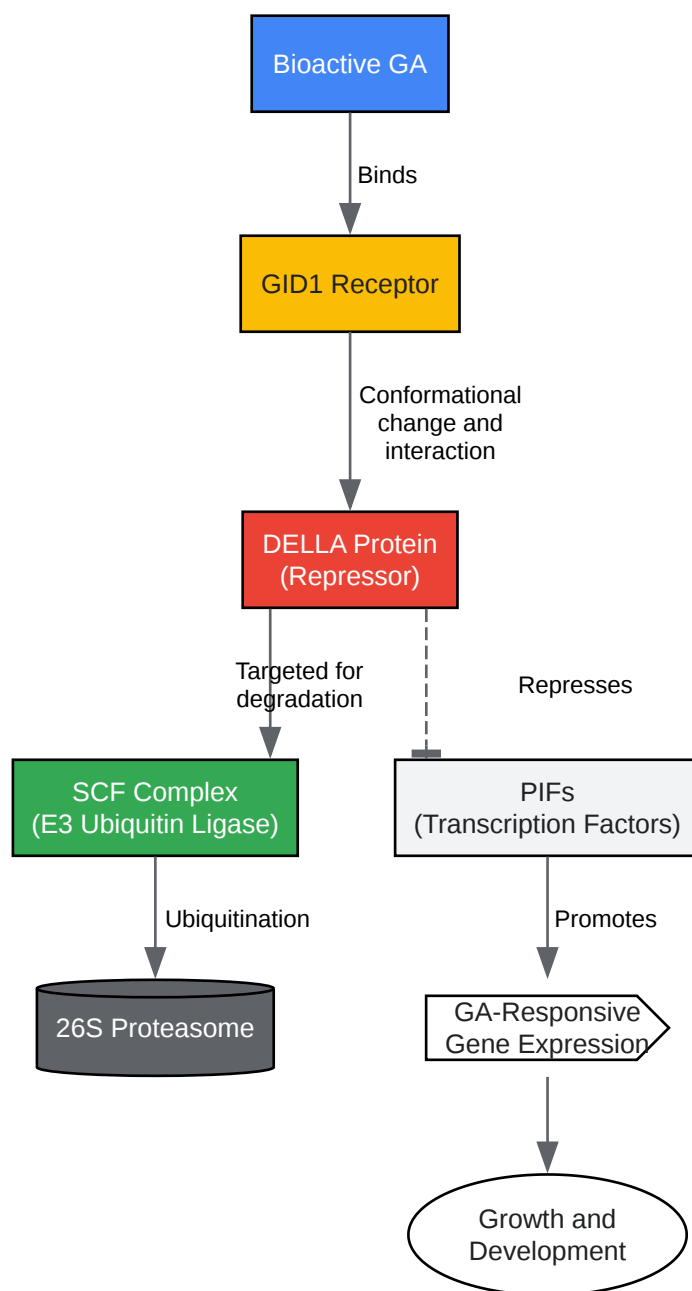 Bioactive GA
Binds
GID1 Receptor
Conformational
change and
interaction
DELLA Protein
(Repressor)
Targeted for
degradation
Represses
SCF Complex
(E3 Ubiquitin Ligase)
PIFs
(Transcription Factors)
Ubiquitination
Promotes
26S Proteasome
GA-Responsive
Gene Expression
Growth and
Development